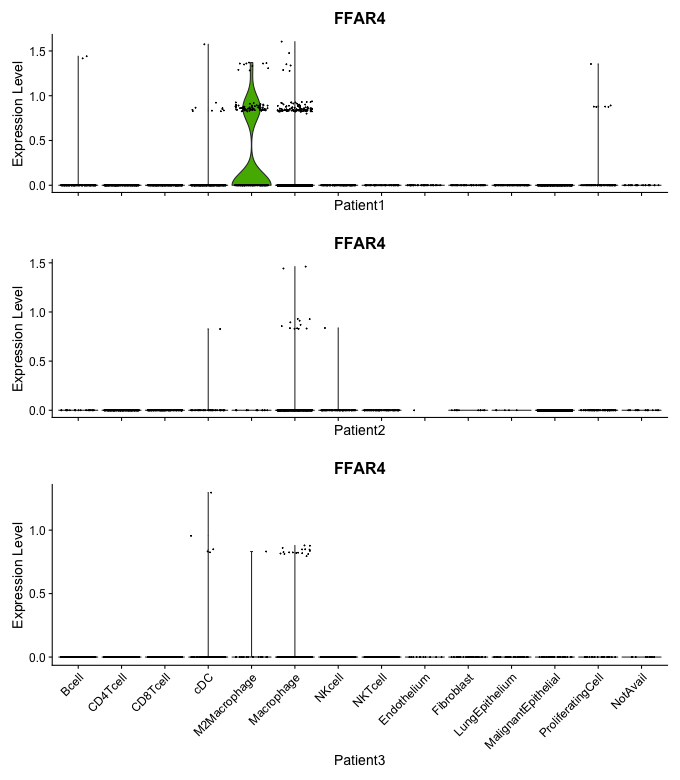 FFAR4
Expression Level
1.5
1.0
0.5
0.0
Patient1
FFAR4
Expression Level
1.5
1.0
0.5
0.0
Patient2
FFAR4
Expression Level
1.0
0.5
0.0
Bcell
CD4Tcell
CD8Tcell
cDC
M2Macrophage
Macrophage
NKcell
NKTcell
Endothelium
Fibroblast
LungEpithelium
MalignantEpithelial
ProliferatingCell
NotAvail
Patient3